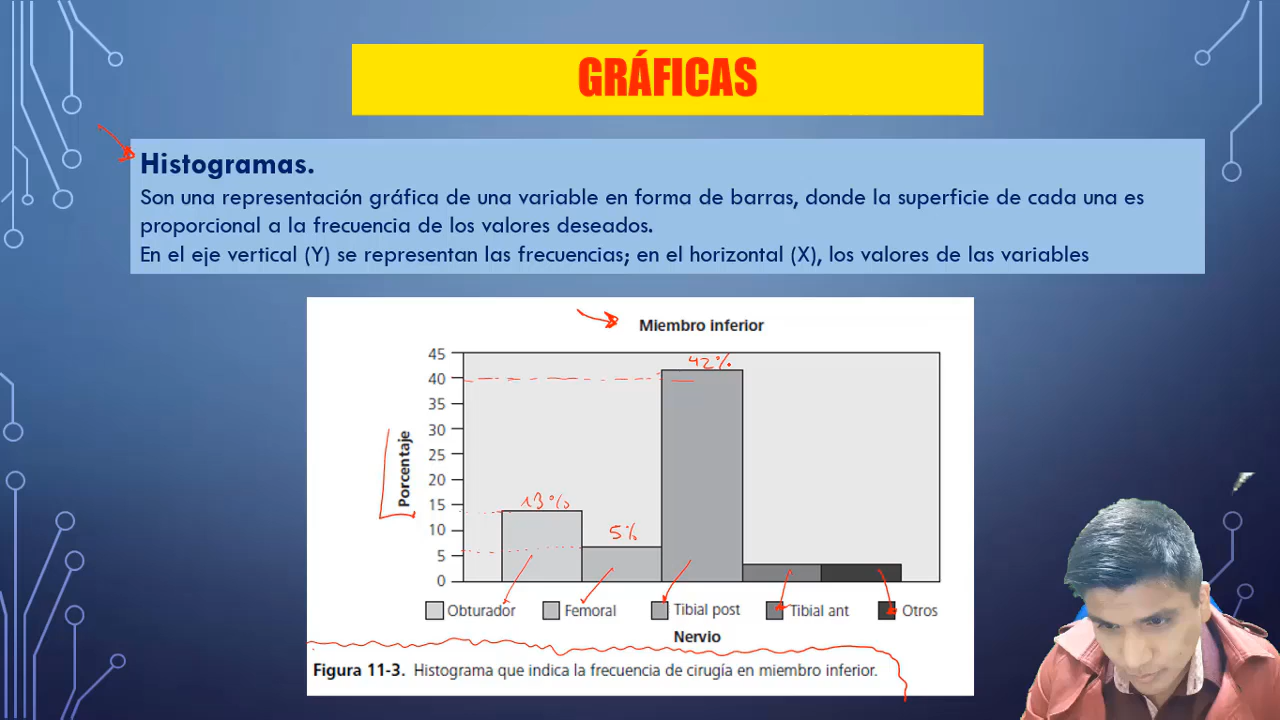 GRÁFICAS
Histogramas.
Son una representación gráfica de una variable en forma de barras, donde la superficie de cada una es
proporcional a la frecuencia de los valores deseados.
En el eje vertical (Y) se representan las frecuencias; en el horizontal (X), los valores de las variables
Miembro inferior
45
42%
40
35
30
25
20
15
13%
10
5%
5
0
Porcentaje
Obturador Femoral Tibial post Tibial ant Otros
Nervio
Figura 11-3. Histograma que indica la frecuencia de cirugía en miembro inferior.